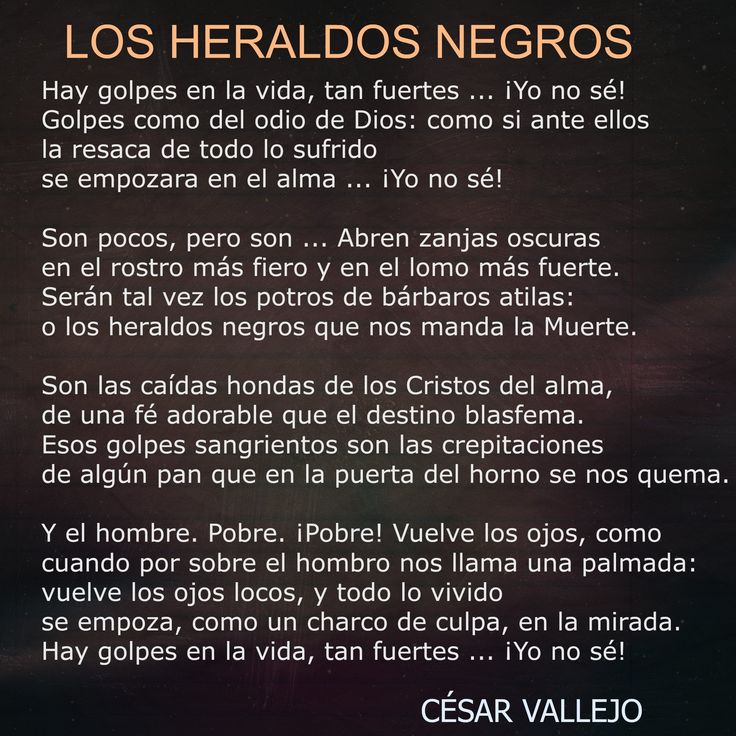 LOS HERALDOS NEGROS
Hay golpes en la vida, tan fuertes ... ¡Yo no sé!
Golpes como del odio de Dios: como si ante ellos
la resaca de todo lo sufrido
se empozara en el alma ... ¡Yo no sé!
Son pocos, pero son ... Abren zanjas oscuras
en el rostro más fiero y en el lomo más fuerte.
Serán tal vez los potros de bárbaros atilas:
o los heraldos negros que nos manda la Muerte.
Son las caídas hondas de los Cristos del alma,
de una fé adorable que el destino blasfema.
Esos golpes sangrientos son las crepitaciones
de algún pan que en la puerta del horno se nos quema.
Y el hombre. Pobre. ¡Pobre! Vuelve los ojos, como
cuando por sobre el hombro nos llama una palmada:
vuelve los ojos locos, y todo lo vivido
se empoza, como un charco de culpa, en la mirada.
Hay golpes en la vida, tan fuertes ... ¡Yo no sé!
CÉSAR VALLEJO